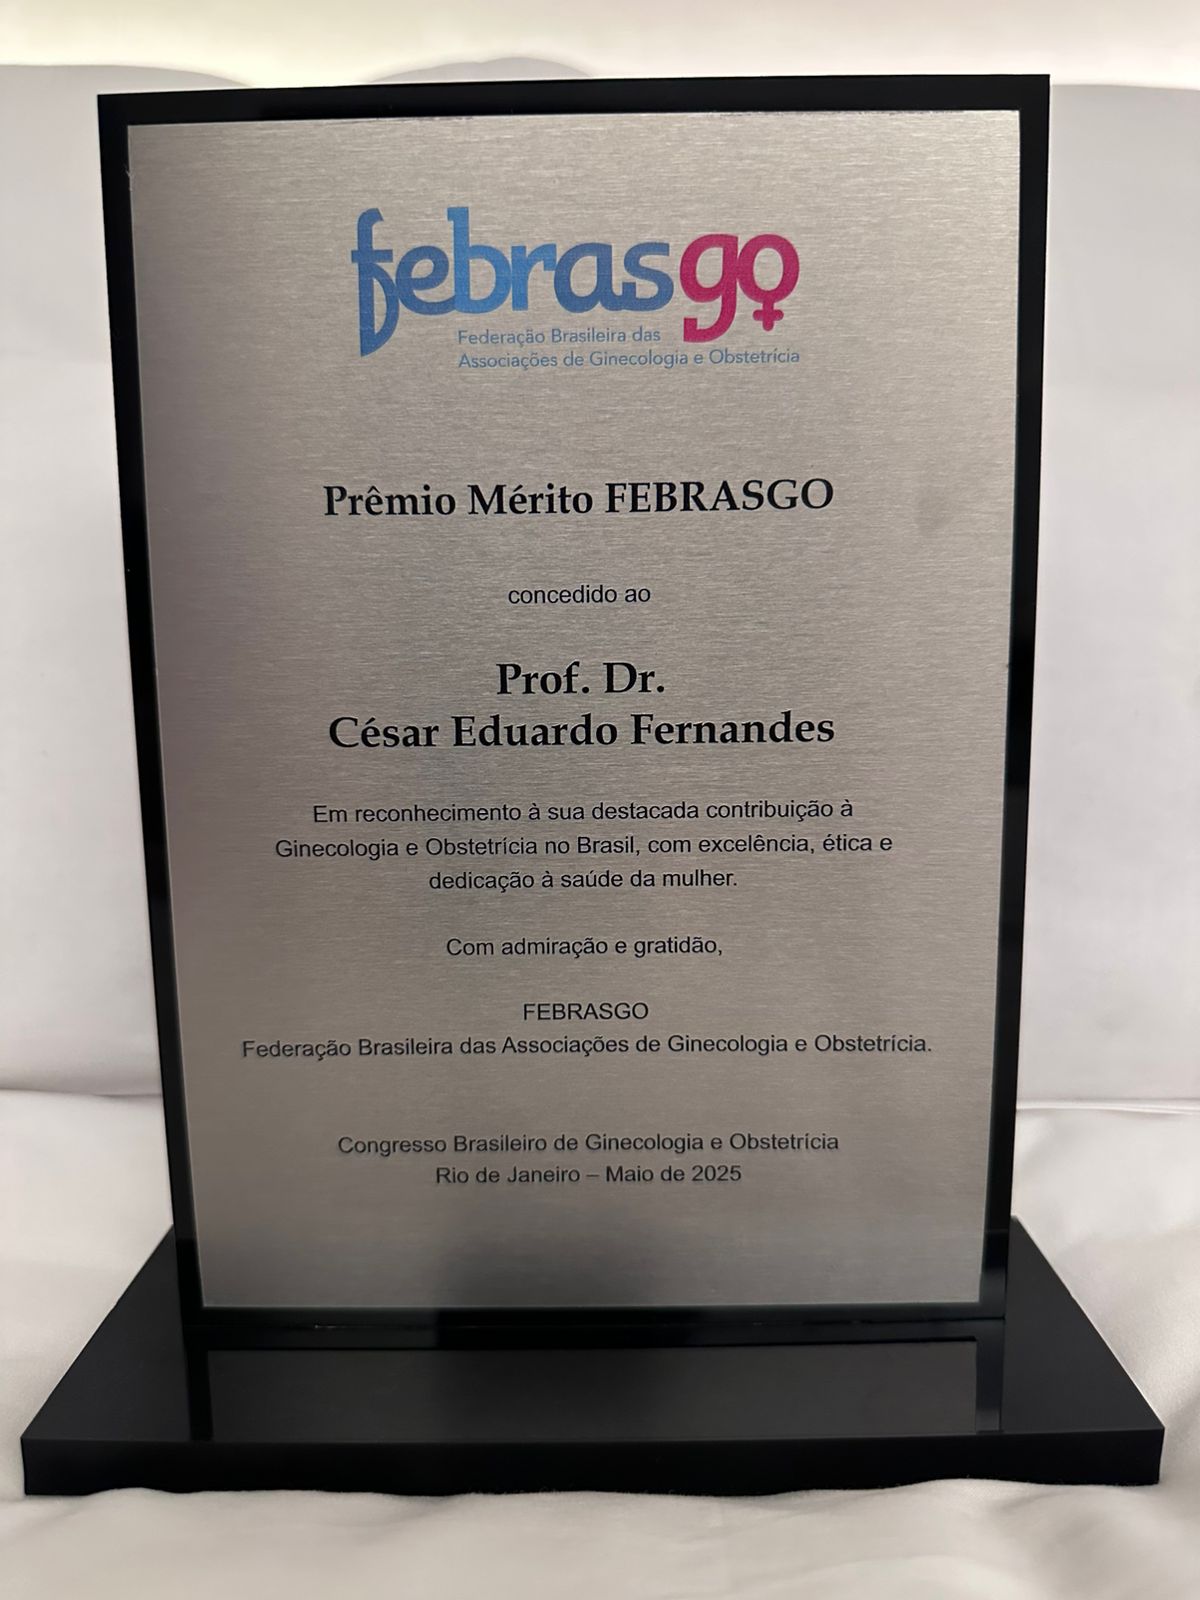 febrasgo
Federação Brasileira das
Associações de Ginecologia e Obstetrícia
Prêmio Mérito FEBRASGO
concedido ao
Prof. Dr.
César Eduardo Fernandes
Em reconhecimento à sua destacada contribuição à
Ginecologia e Obstetrícia no Brasil, com excelência, ética e
dedicação à saúde da mulher.
Com admiração e gratidão,
FEBRASGO
Federação Brasileira das Associações de Ginecologia e Obstetrícia.
Congresso Brasileiro de Ginecologia e Obstetrícia
Rio de Janeiro – Maio de 2025